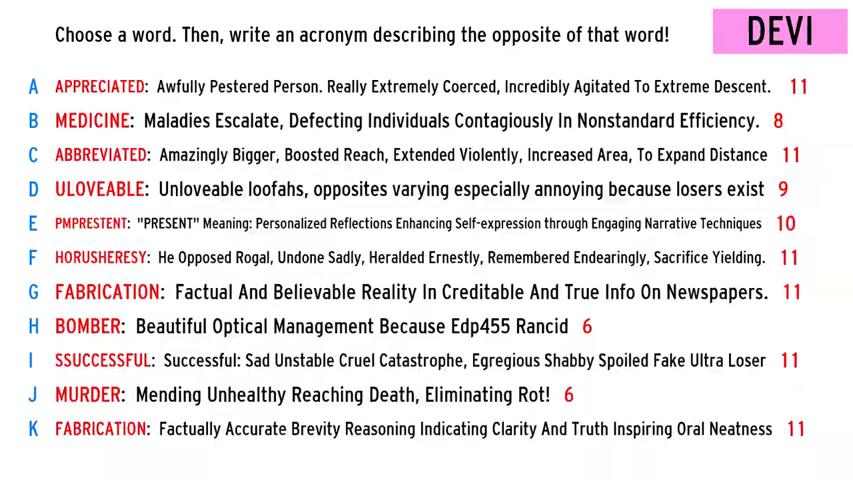 Choose a word. Then, write an acronym describing the opposite of that word!
DEVI
A APPRECIATED: Awfully Pestered Person. Really Extremely Coerced, Incredibly Agitated To Extreme Descent. 11
B MEDICINE: Maladies Escalate, Defecting Individuals Contagiously In Nonstandard Efficiency. 8
C ABBREVIATED: Amazingly Bigger, Boosted Reach, Extended Violently, Increased Area, To Expand Distance 11
D ULOVEABLE: Unloveable loofahs, opposites varying especially annoying because losers exist 9
E PMPRESTENT: "PRESENT" Meaning: Personalized Reflections Enhancing Self-expression through Engaging Narrative Techniques 10
F HORUSHERESY: He Opposed Rogal, Undone Sadly, Heralded Ernestly, Remembered Endearingly, Sacrifice Yielding. 11
G FABRICATION: Factual And Believable Reality In Creditable And True Info On Newspapers. 11
H BOMBER: Beautiful Optical Management Because Edp455 Rancid 6
I SSUCCESSFUL: Successful: Sad Unstable Cruel Catastrophe, Egregious Shabby Spoiled Fake Ultra Loser 11
J MURDER: Mending Unhealthy Reaching Death, Eliminating Rot! 6
K FABRICATION: Factually Accurate Brevity Reasoning Indicating Clarity And Truth Inspiring Oral Neatness 11